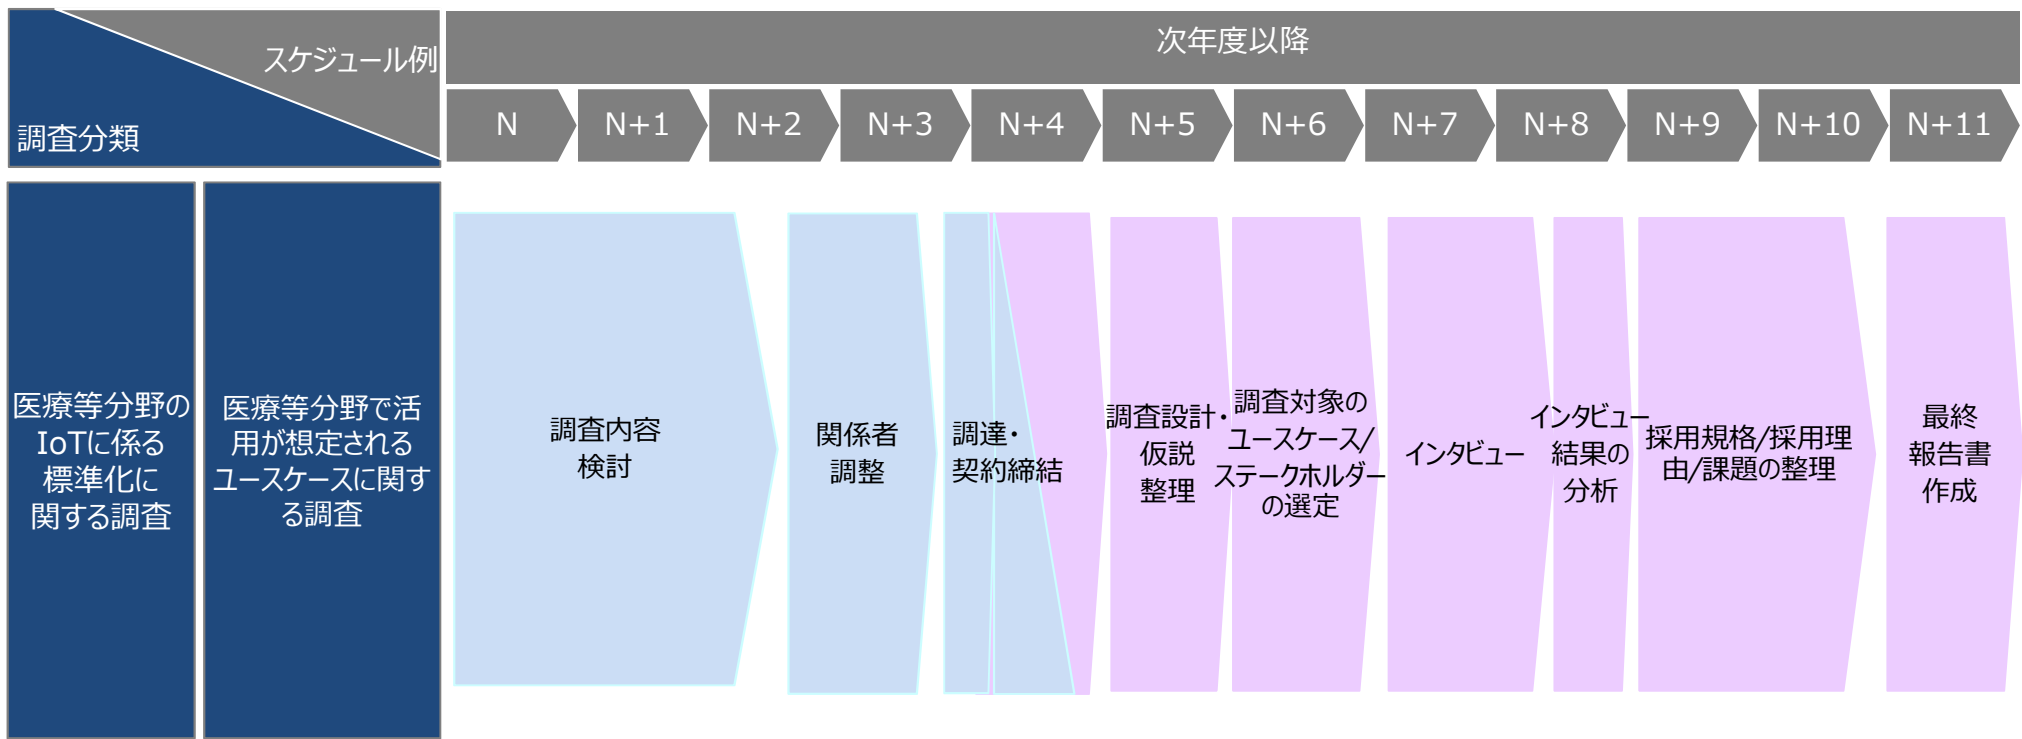 スケジュール例
調査分類
次年度以降
N
N+1
N+2
N+3
N+4
N+5
N+6
N+7
N+8
N+9
N+10
N+11
医療等分野の
IoTに係る
標準化に
関する調査
医療等分野で活
用が想定される
ユースケースに関す
る調査
調査内容
検討
関係者
調整
調達・
契約締結
調査設計・
仮説
整理
調査対象の
ユースケース/
ステークホルダー
の選定
インタビュー
インタビュー
結果の
分析
採用規格/採用理
由/課題の整理
最終
報告書
作成